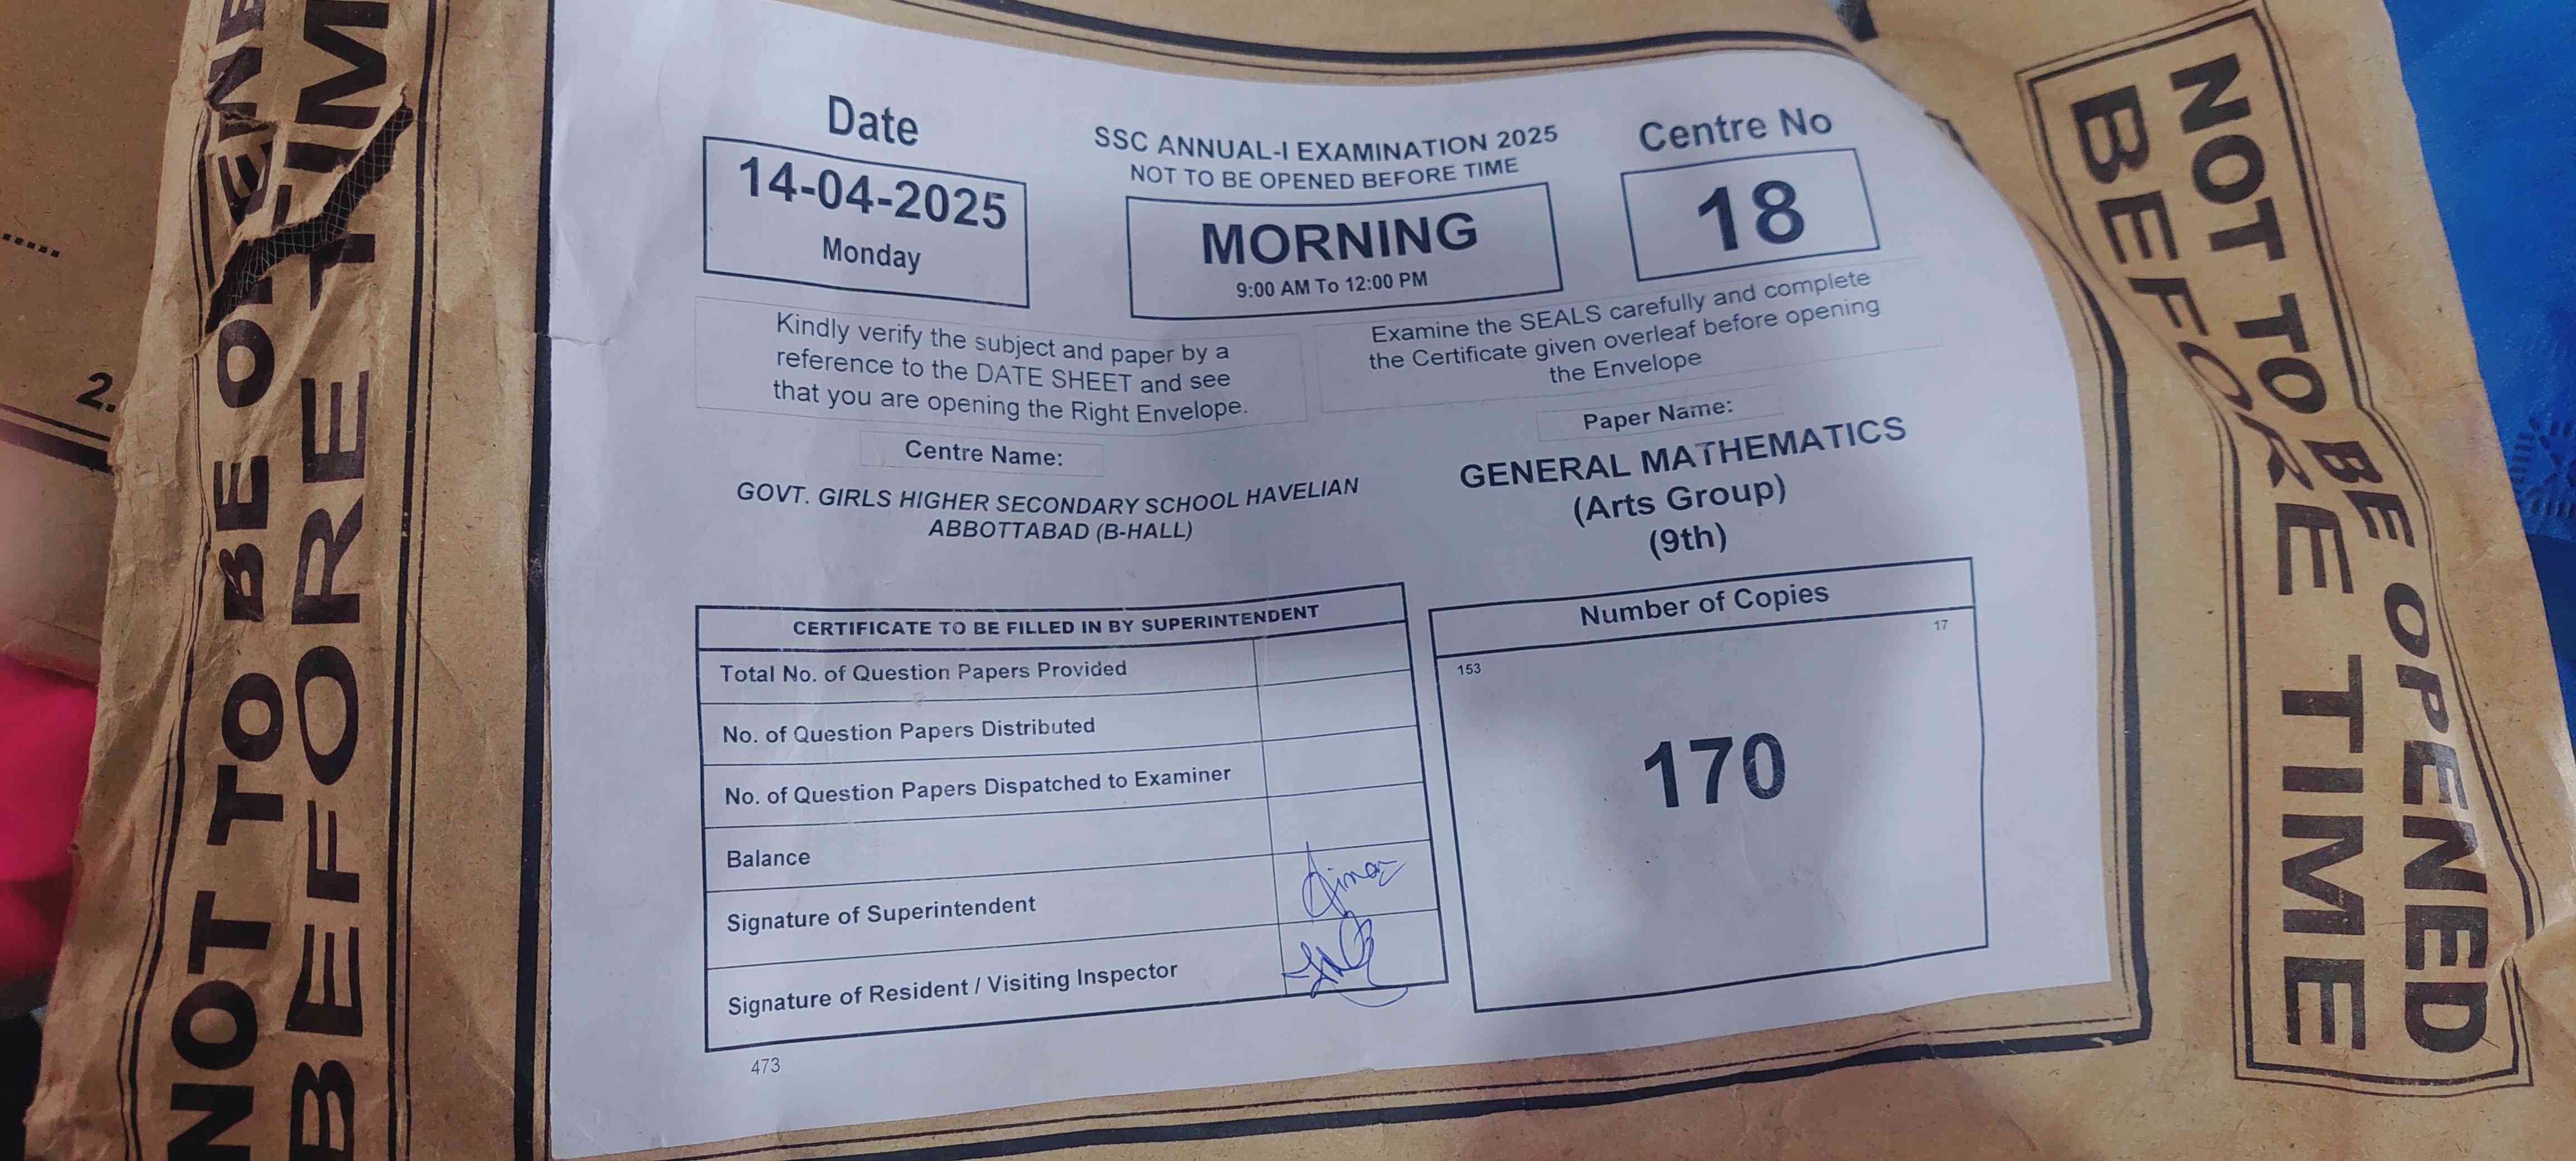 NOT TO BE OPENED
BEFORE TIME
2.
Date
14-04-2025
Monday
SSC ANNUAL-I EXAMINATION 2025
NOT TO BE OPENED BEFORE TIME
MORNING
9:00 AM To 12:00 PM
Centre No
18
Kindly verify the subject and paper by a
reference to the DATE SHEET and see
that you are opening the Right Envelope.
Examine the SEALS carefully and complete
the Certificate given overleaf before opening
the Envelope
Centre Name:
GOVT. GIRLS HIGHER SECONDARY SCHOOL HAVELIAN
ABBOTTABAD (B-HALL)
Paper Name:
GENERAL MATHEMATICS
(Arts Group)
(9th)
CERTIFICATE TO BE FILLED IN BY SUPERINTENDENT
Total No. of Question Papers Provided
No. of Question Papers Distributed
No. of Question Papers Dispatched to Examiner
Balance
Signature of Superintendent
Signature of Resident / Visiting Inspector
473
Number of Copies
17
153
170
NOT TO BE OPENED
BEFORE TIME